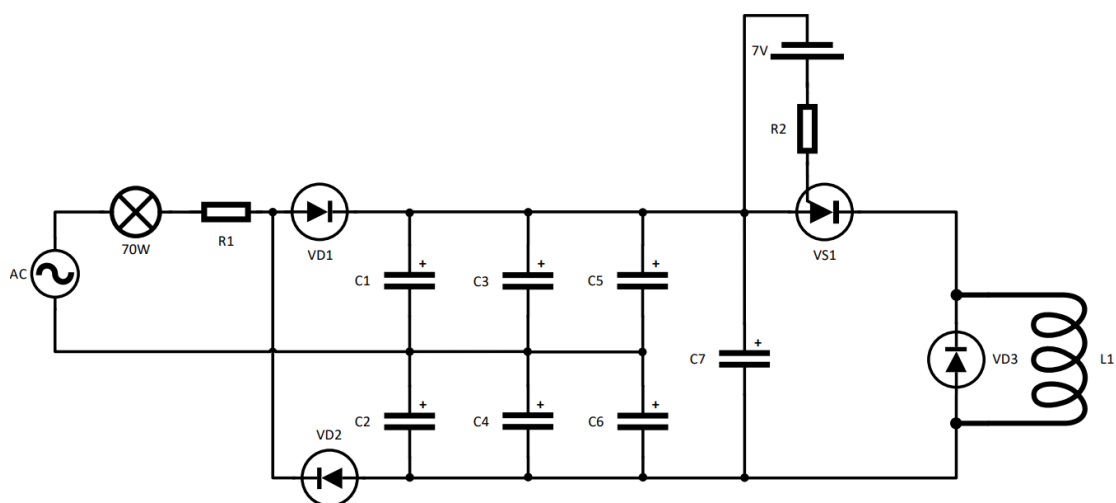 7V
R2
70W
R1
VD1
VS1
AC
C1
+
C3
+
C5
+
C7
+
VD3
L1
C2
+
C4
+
C6
+
VD2